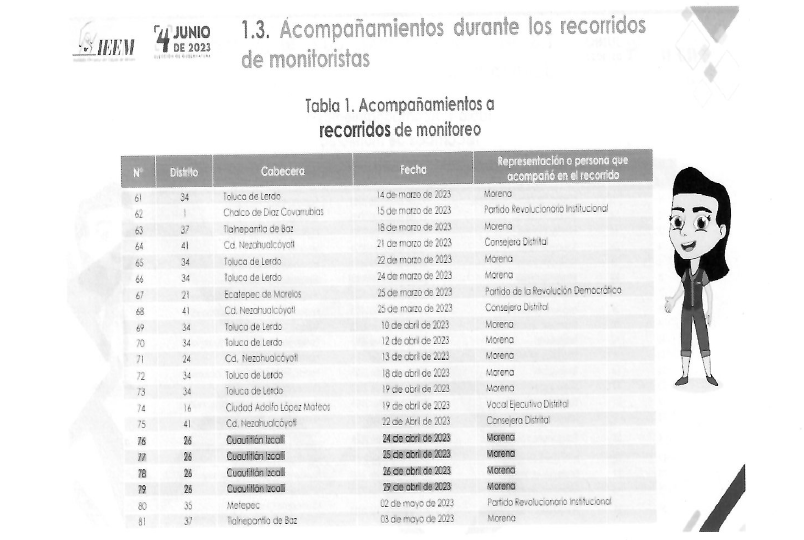 IEEM
4 JUNIO
DE 2023
1.3. Acompañamientos durante los recorridos
de monitoristas
Tabla 1. Acompañamientos a
recorridos de monitoreo
N° Distrito Cabecera Fecha Representación o persona que acompañó en el recorrido
61 34 Toluca de Lerdo 14 de marzo de 2023 Morena
62 1 Chalco de Díaz Covarrubias 15 de marzo de 2023 Partido Revolucionario Institucional
63 37 Tlalnepantla de Baz 18 de marzo de 2023 Morena
64 41 Cd. Nezahualcóyotl 21 de marzo de 2023 Consejera Distrital
65 34 Toluca de Lerdo 22 de marzo de 2023 Morena
66 34 Toluca de Lerdo 24 de marzo de 2023 Morena
67 21 Ecatepec de Morelos 25 de marzo de 2023 Partido de la Revolución Democrática
68 41 Cd. Nezahualcóyotl 25 de marzo de 2023 Consejera Distrital
69 34 Toluca de Lerdo 10 de abril de 2023 Morena
70 34 Toluca de Lerdo 12 de abril de 2023 Morena
71 24 Cd. Nezahualcóyotl 13 de abril de 2023 Morena
72 34 Toluca de Lerdo 18 de abril de 2023 Morena
73 34 Toluca de Lerdo 19 de abril de 2023 Morena
74 16 Ciudad Adolfo López Mateos 19 de abril de 2023 Vocal Ejecutivo Distrital
75 41 Cd. Nezahualcóyotl 22 de Abril de 2023 Consejera Distrital
76 26 Cuautitlán Izcalli 24 de abril de 2023 Morena
77 26 Cuautitlán Izcalli 25 de abril de 2023 Morena
78 26 Cuautitlán Izcalli 26 de abril de 2023 Morena
79 26 Cuautitlán Izcalli 29 de abril de 2023 Morena
80 35 Metepec 02 de mayo de 2023 Partido Revolucionario Institucional
81 37 Tlalnepantla de Baz 03 de mayo de 2023 Morena